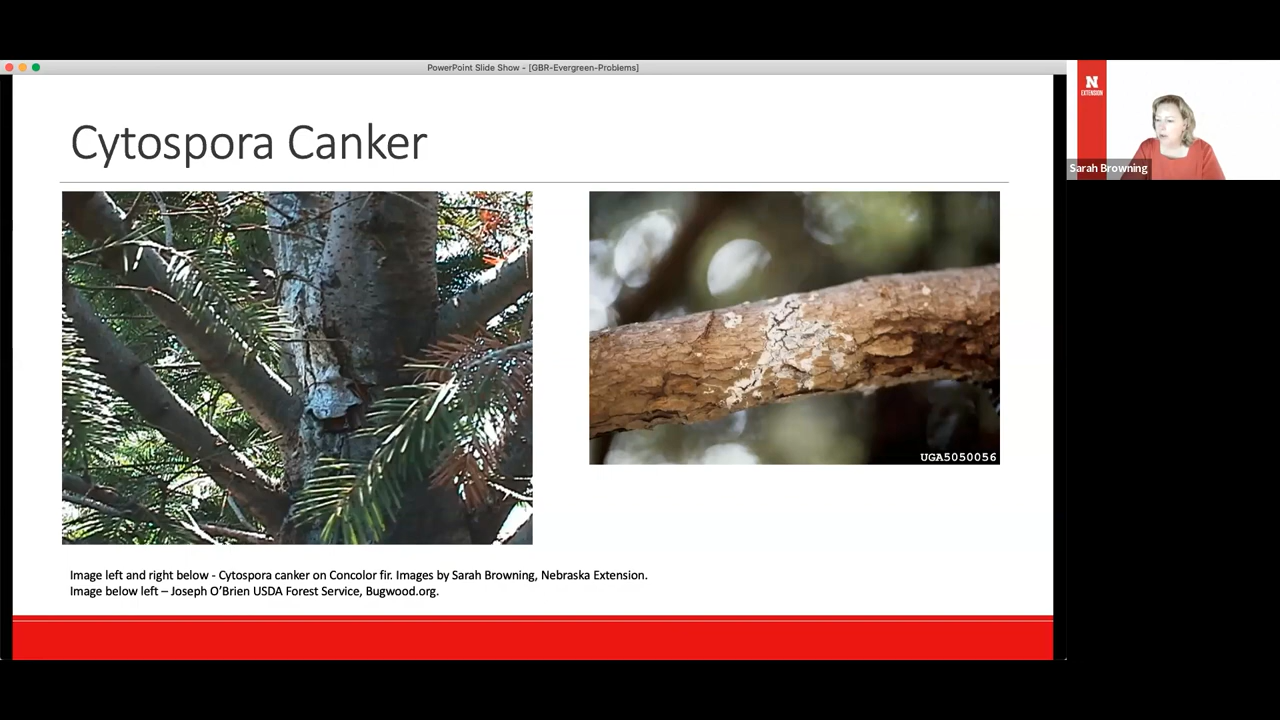 PowerPoint Slide Show - [GBR-Evergreen-Problems]
N
EXTENSION
Sarah Browning
Cytospora Canker
UGA5050056
Image left and right below - Cytospora canker on Concolor fir. Images by Sarah Browning, Nebraska Extension.
Image below left – Joseph O’Brien USDA Forest Service, Bugwood.org.